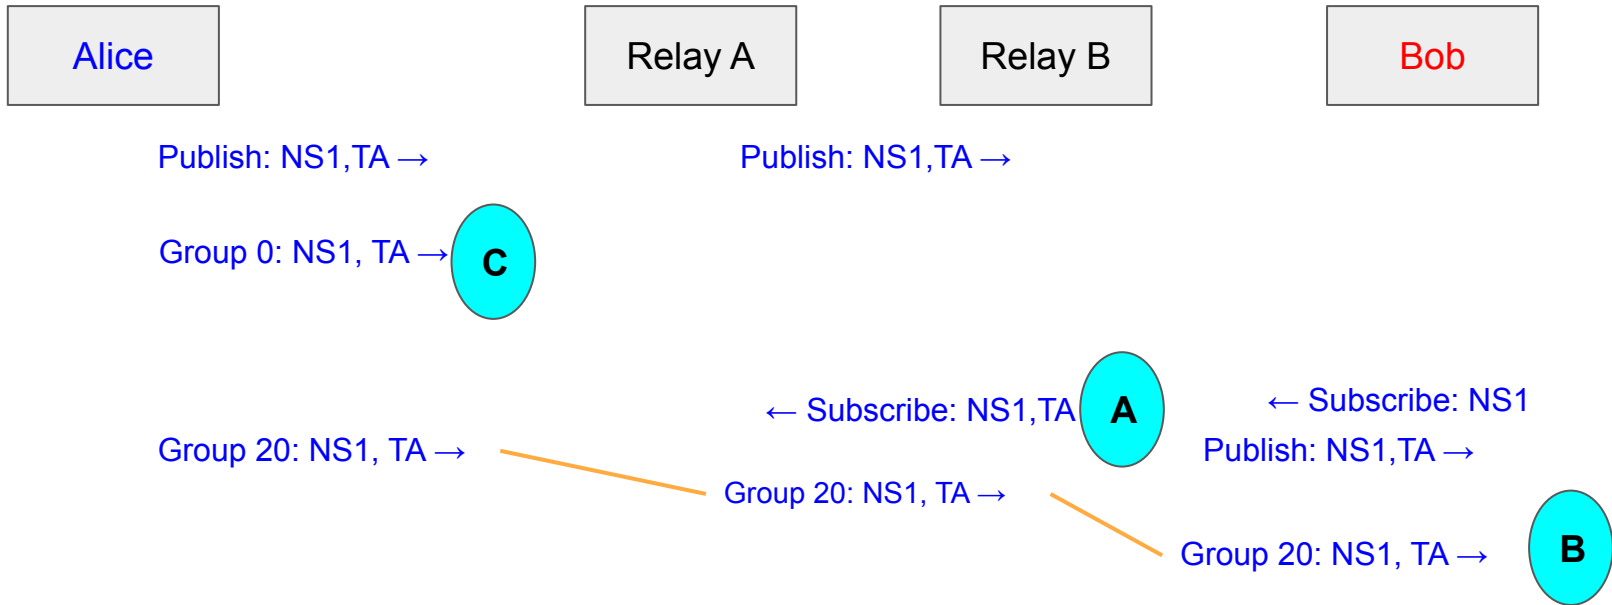 Alice
Relay A
Relay B
Bob
Publish: NS1,TA →
Publish: NS1,TA →
Group 0: NS1, TA →
C
← Subscribe: NS1,TA
A
← Subscribe: NS1
Group 20: NS1, TA →
Publish: NS1,TA →
Group 20: NS1, TA →
Group 20: NS1, TA →
B